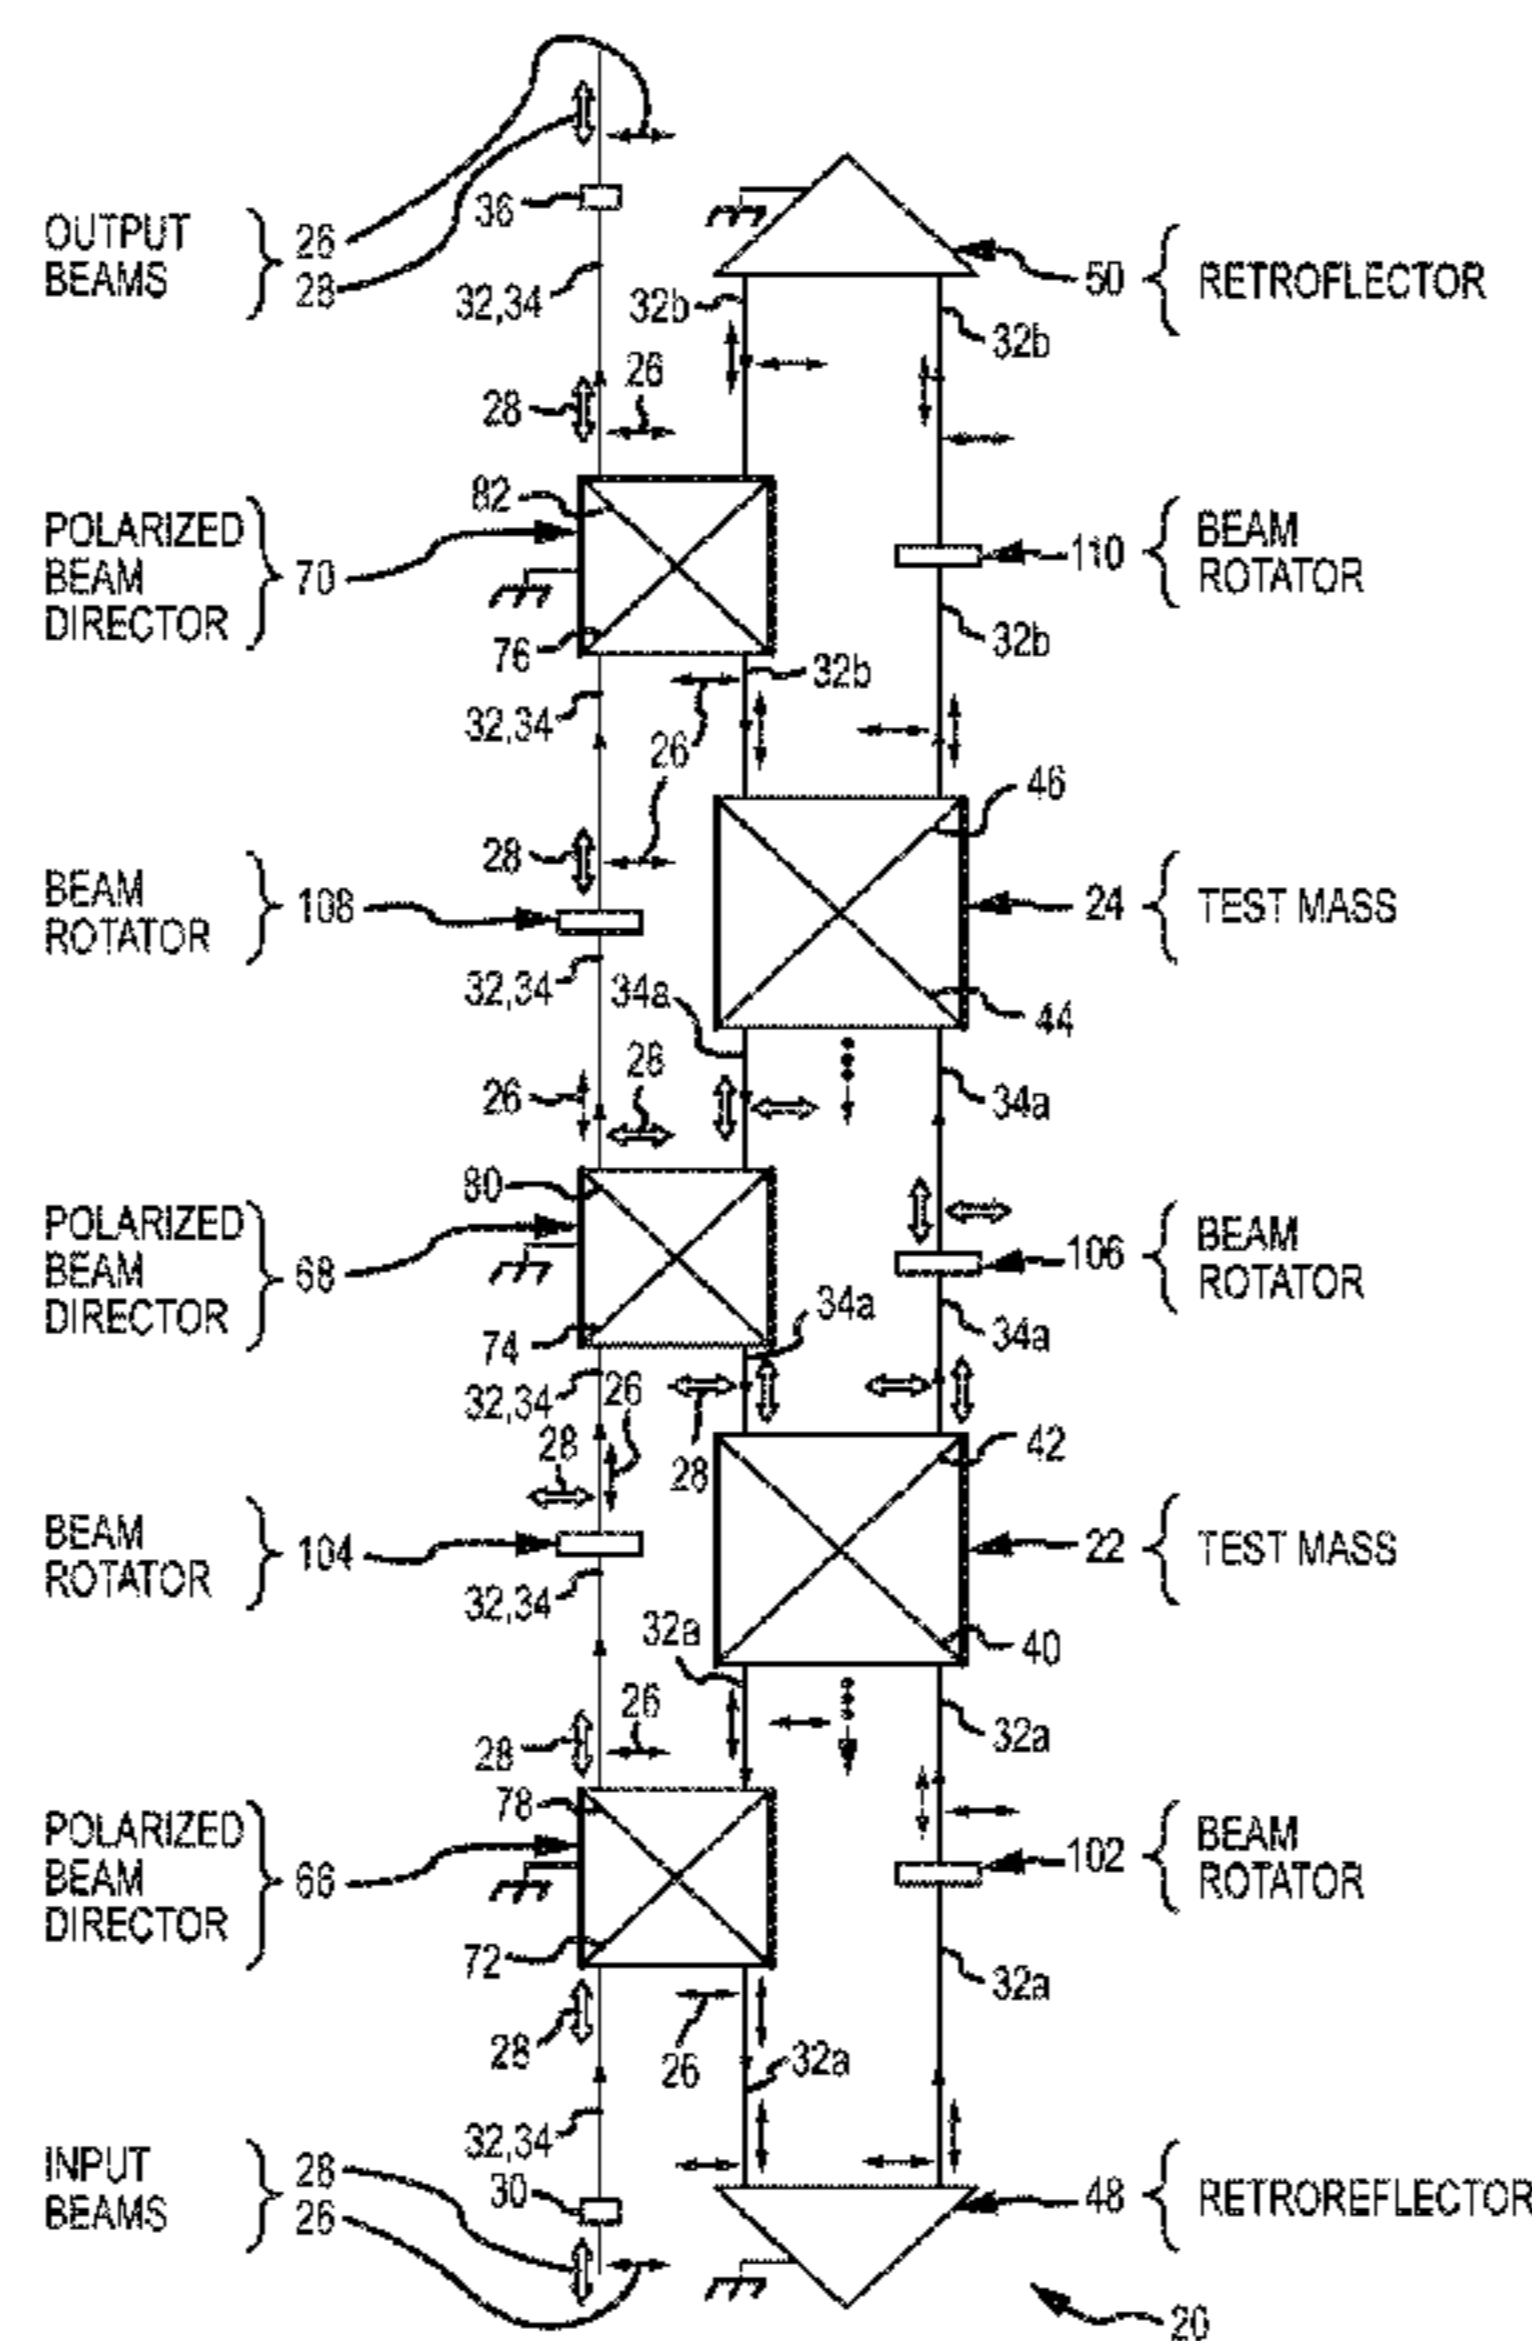 36
OUTPUT
BEAMS
26
28
50
RETROFLECTOR
32,34
32b
32b
28
26
82
POLARIZED
BEAM
DIRECTOR
70
110
BEAM
ROTATOR
76
32b
32b
32,34
26
46
28
BEAM
ROTATOR
108
24
TEST MASS
32,34
34a
44
28
26
34a
80
POLARIZED
BEAM
DIRECTOR
68
106
BEAM
ROTATOR
34a
74
34a
32,34
26
28
28
42
BEAM
ROTATOR
104
22
TEST MASS
32,34
32a
40
26
28
32a
78
POLARIZED
BEAM
DIRECTOR
66
102
BEAM
ROTATOR
72
32a
28
26
32a
32,34
INPUT
BEAMS
28
26
30
48
RETROREFLECTOR
20